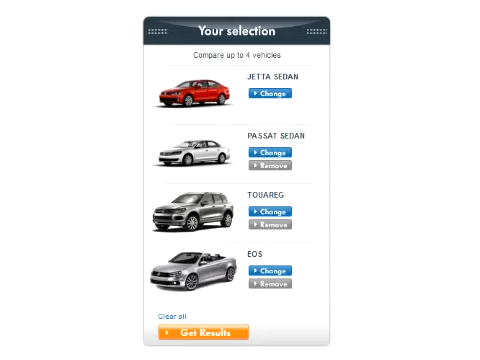 Your selection
Compare up to 4 vehicles
JETTA SEDAN
Change
PASSAT SEDAN
Change
Remove
TOUAREG
Change
Remove
EOS
Change
Remove
Clear all
Get Results